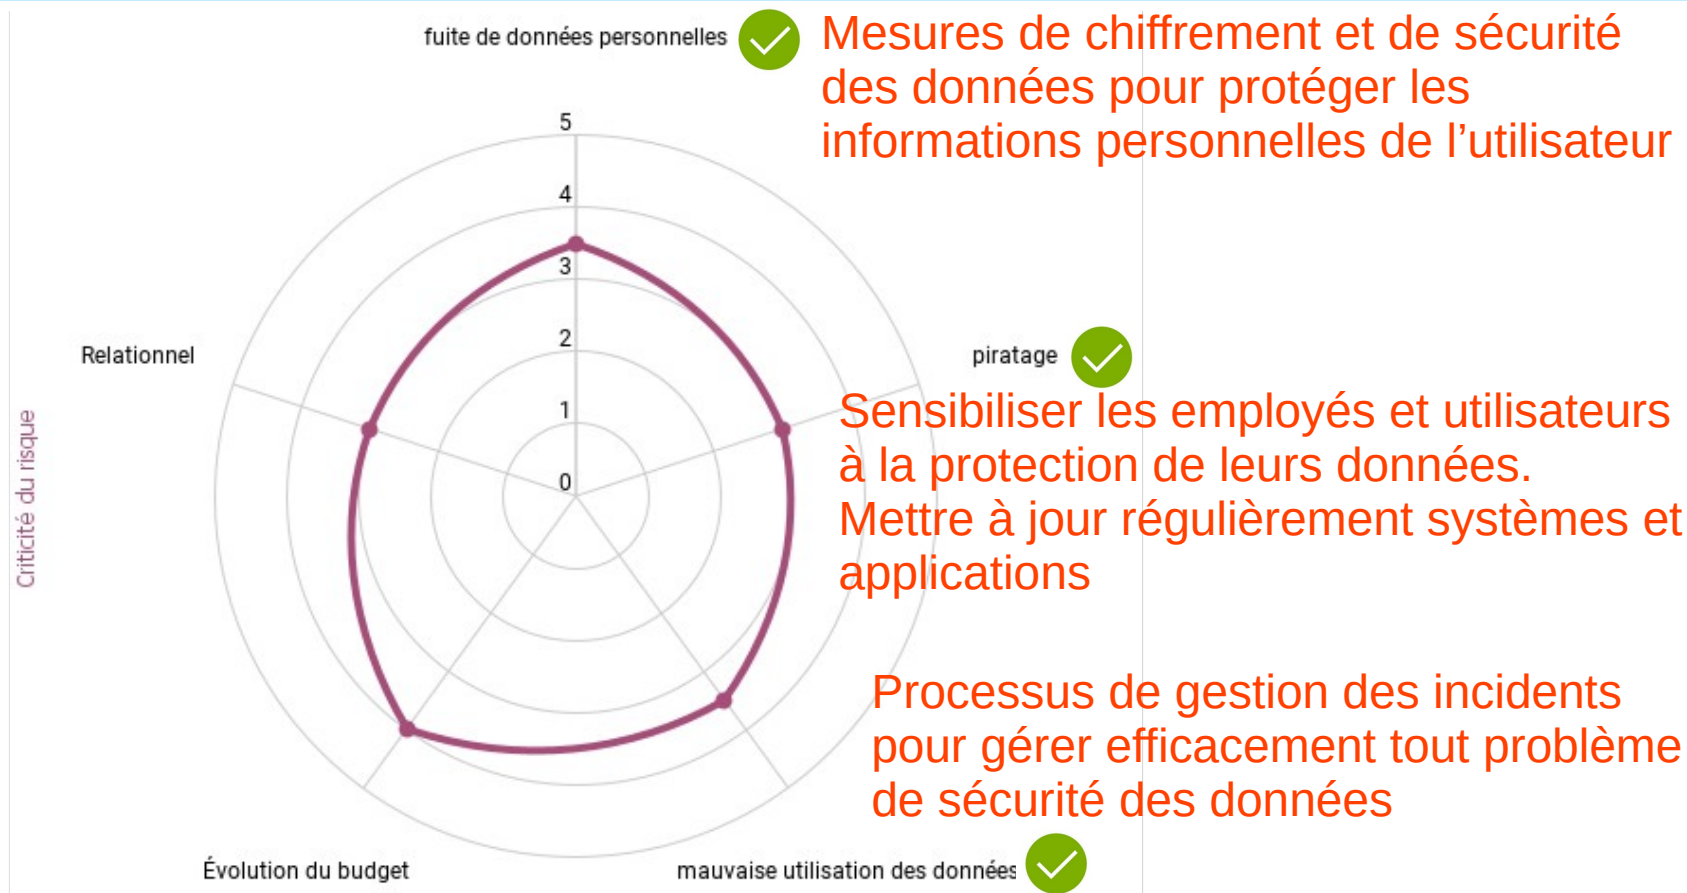 fuite de données personnelles
Mesures de chiffrement et de sécurité
des données pour protéger les
informations personnelles de l’utilisateur
5
4
3
2
1
0
Relationnel
piratage
Criticité du risque
Sensibiliser les employés et utilisateurs
à la protection de leurs données.
Mettre à jour régulièrement systèmes et
applications
Processus de gestion des incidents
pour gérer efficacement tout problème
de sécurité des données
Évolution du budget
mauvaise utilisation des données